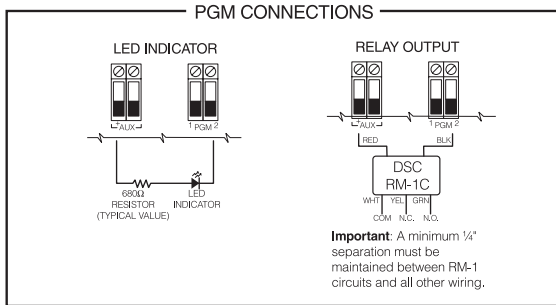 PGM CONNECTIONS
LED INDICATOR
+ AUX -
1 PGM 2
680Ω
RESISTOR
(TYPICAL VALUE)
LED
INDICATOR
RELAY OUTPUT
+ AUX -
1 PGM 2
RED
BLK
DSC
RM-1C
WHT YEL GRN
COM N.C. N.O.
Important: A minimum ¼"
separation must be
maintained between RM-1
circuits and all other wiring.